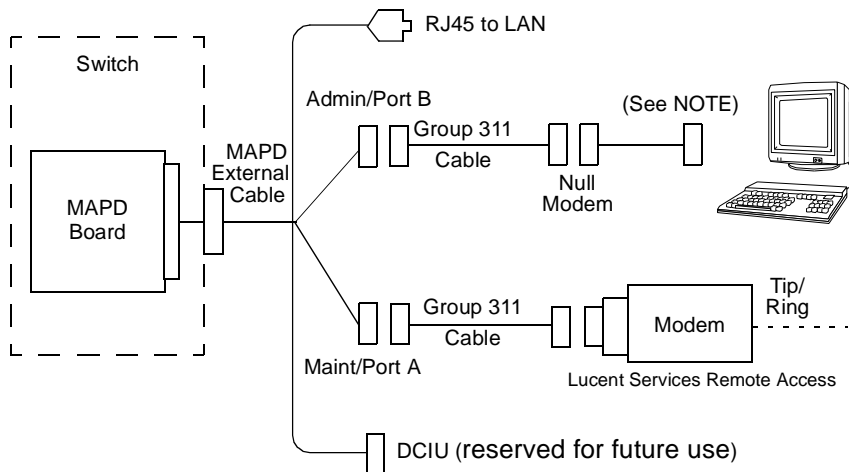 RJ45 to LAN
Switch
Admin/Port B
(See NOTE)
Group 311
Cable
MAPD
External
Cable
Null
Modem
MAPD
Board
Tip/
Ring
Group 311
Cable
Modem
Maint/Port A
Lucent Services Remote Access
DCIU (reserved for future use)